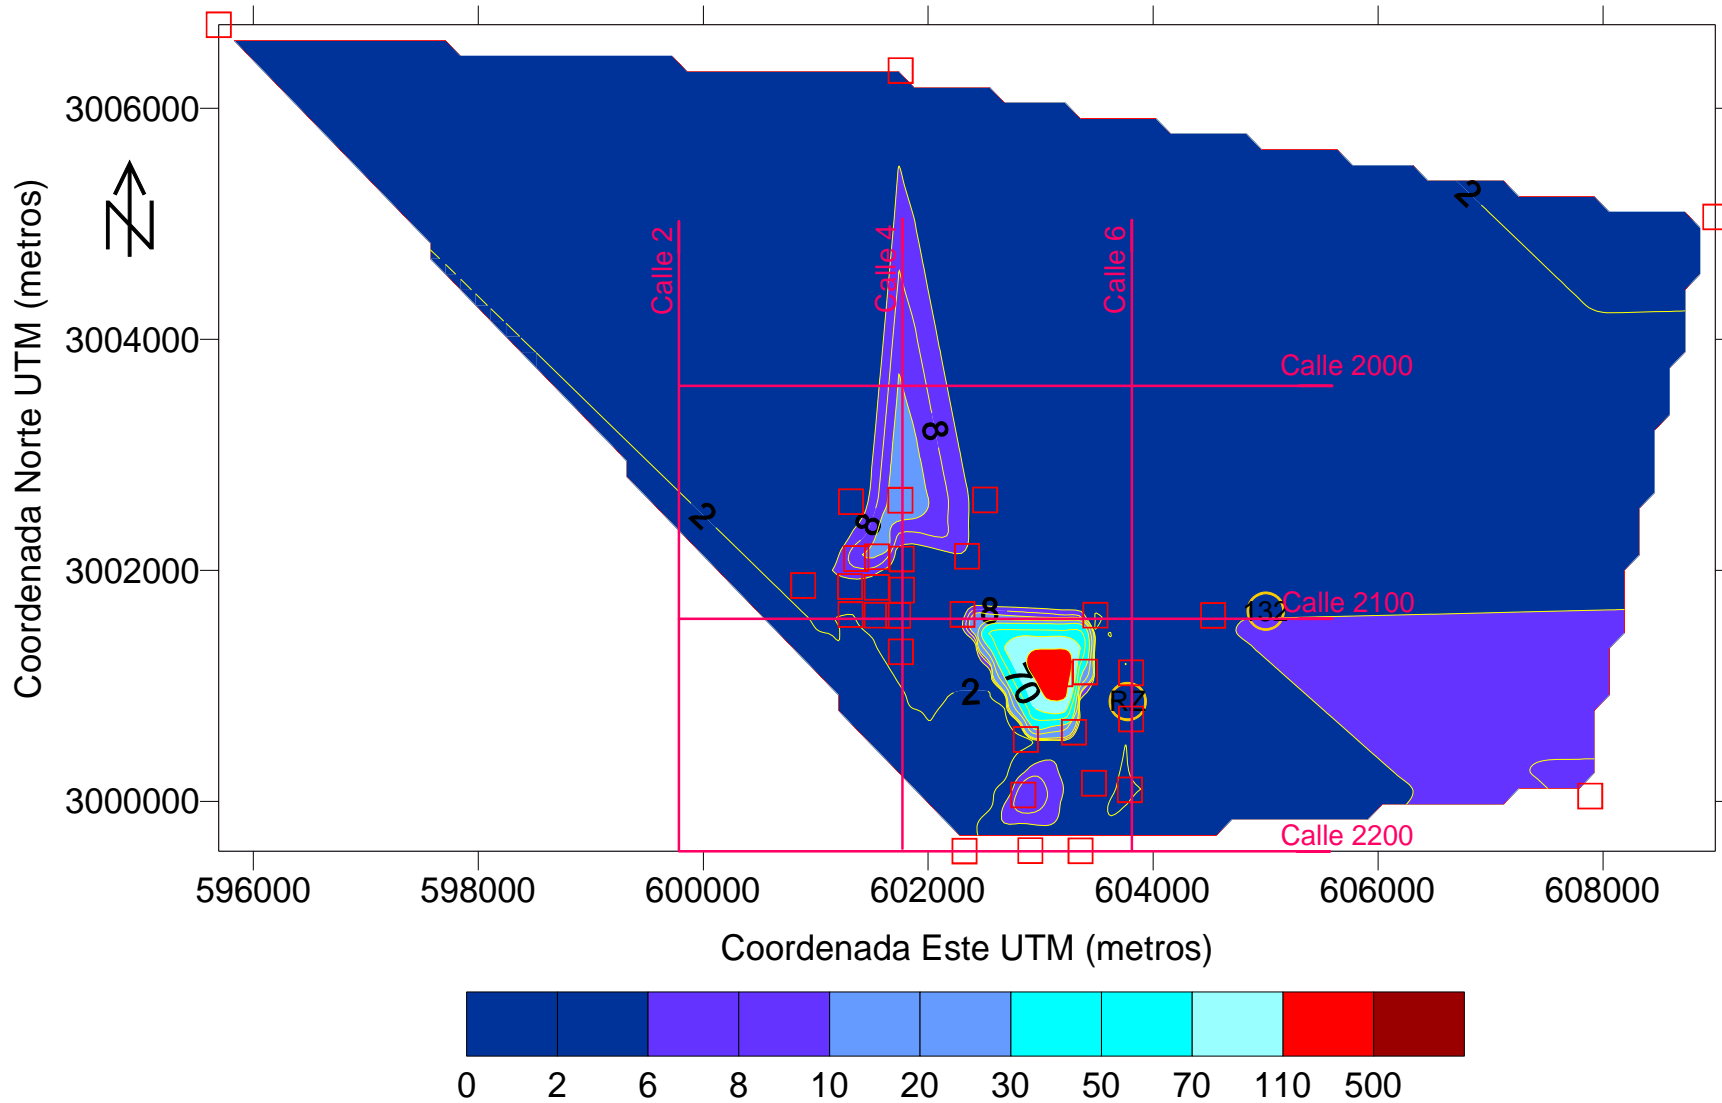 Coordenada Norte UTM (metros)
3006000
3004000
3002000
3000000
N
Calle 2
Calle 4
Calle 6
2
Calle 2000
8
8
2
8
132
Calle 2100
70
2
RZ
Calle 2200
596000 598000 600000 602000 604000 606000 608000
Coordenada Este UTM (metros)
0 2 6 8 10 20 30 50 70 110 500